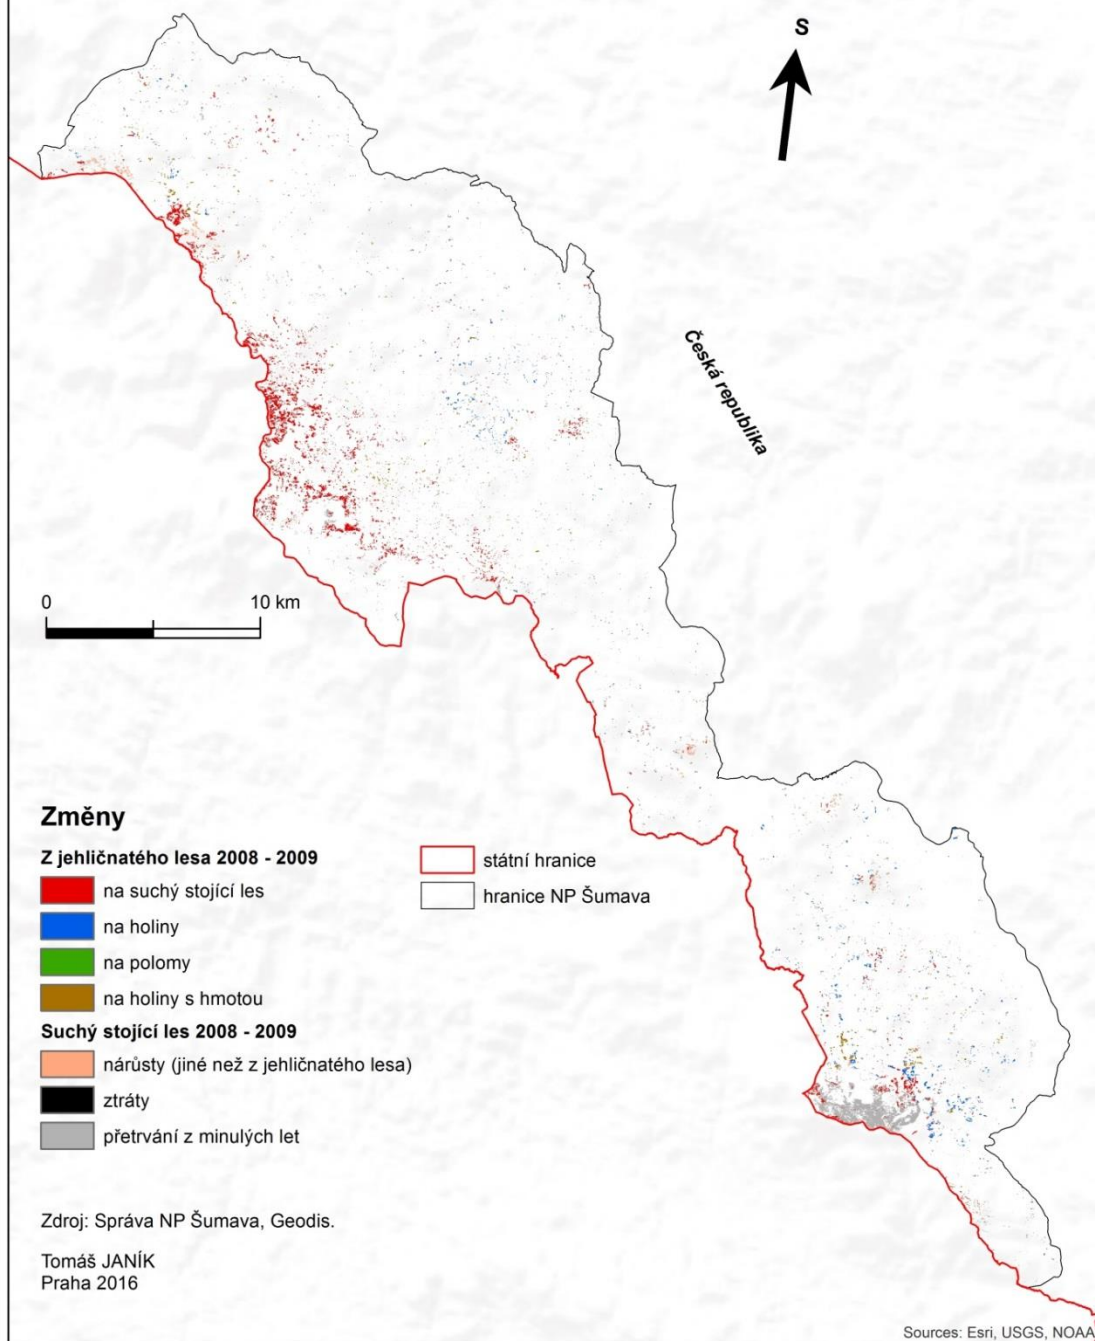 S
Česká republika
0 10 km
Změny
Z jehličnatého lesa 2008 - 2009
na suchý stojící les
na holiny
na polomy
na holiny s hmotou
Suchý stojící les 2008 - 2009
nárůsty (jiné než z jehličnatého lesa)
ztráty
přetrvání z minulých let
státní hranice
hranice NP Šumava
Zdroj: Správa NP Šumava, Geodis.
Tomáš JANÍK
Praha 2016
Sources: Esri, USGS, NOAA